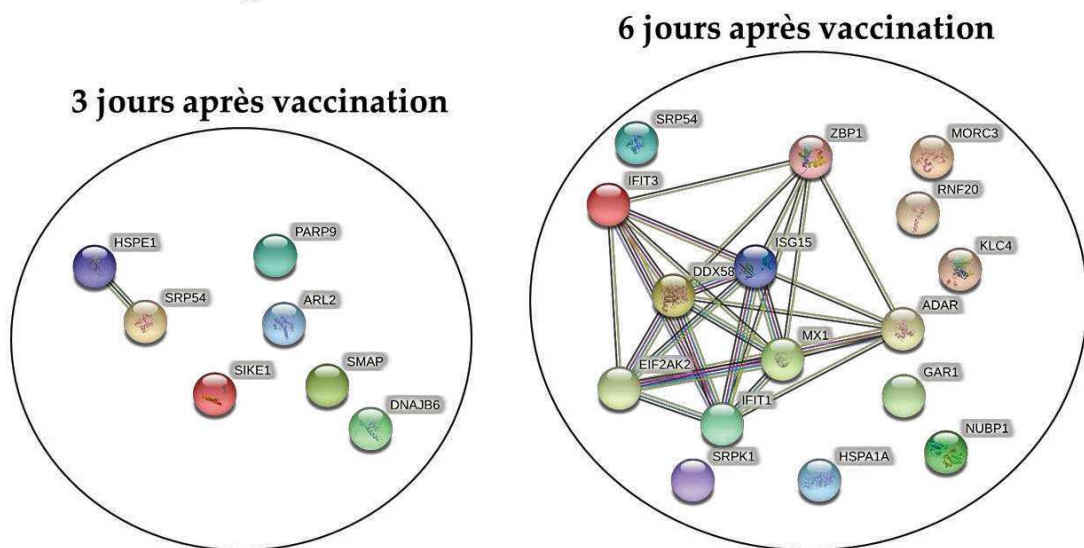 6 jours après vaccination
3 jours après vaccination
SRP54
ZBP1
MORC3
IFIT3
RNF20
PARP9
HSPE1
ISG15
KLC4
DDX58
SRP54
ARL2
ADAR
MX1
SIKE1
SMAP
EIF2AK2
GAR1
DNAJB6
IFIT1
NUBP1
SRPK1
HSPA1A